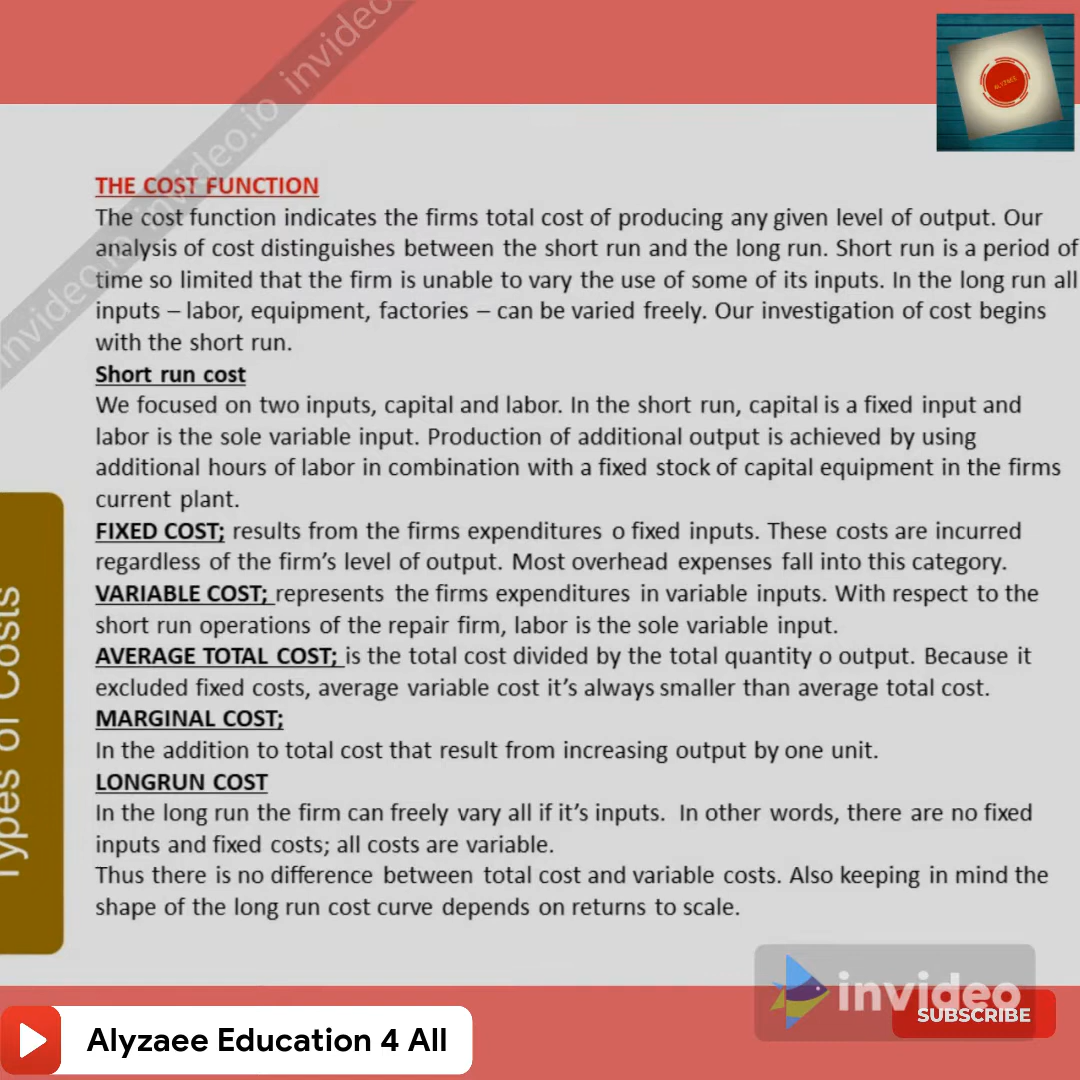 invideo.io invideo.io invideo
THE COST FUNCTION
The cost function indicates the firms total cost of producing any given level of output. Our
analysis of cost distinguishes between the short run and the long run. Short run is a period of
time so limited that the firm is unable to vary the use of some of its inputs. In the long run all
inputs – labor, equipment, factories – can be varied freely. Our investigation of cost begins
with the short run.
Short run cost
We focused on two inputs, capital and labor. In the short run, capital is a fixed input and
labor is the sole variable input. Production of additional output is achieved by using
additional hours of labor in combination with a fixed stock of capital equipment in the firms
current plant.
FIXED COST; results from the firms expenditures o fixed inputs. These costs are incurred
regardless of the firm's level of output. Most overhead expenses fall into this category.
VARIABLE COST; represents the firms expenditures in variable inputs. With respect to the
short run operations of the repair firm, labor is the sole variable input.
AVERAGE TOTAL COST; is the total cost divided by the total quantity o output. Because it
excluded fixed costs, average variable cost it's always smaller than average total cost.
MARGINAL COST;
In the addition to total cost that result from increasing output by one unit.
LONGRUN COST
In the long run the firm can freely vary all if it's inputs. In other words, there are no fixed
inputs and fixed costs; all costs are variable.
Thus there is no difference between total cost and variable costs. Also keeping in mind the
shape of the long run cost curve depends on returns to scale.
Types of Costs
invideo
SUBSCRIBE
Alyzaee Education 4 All